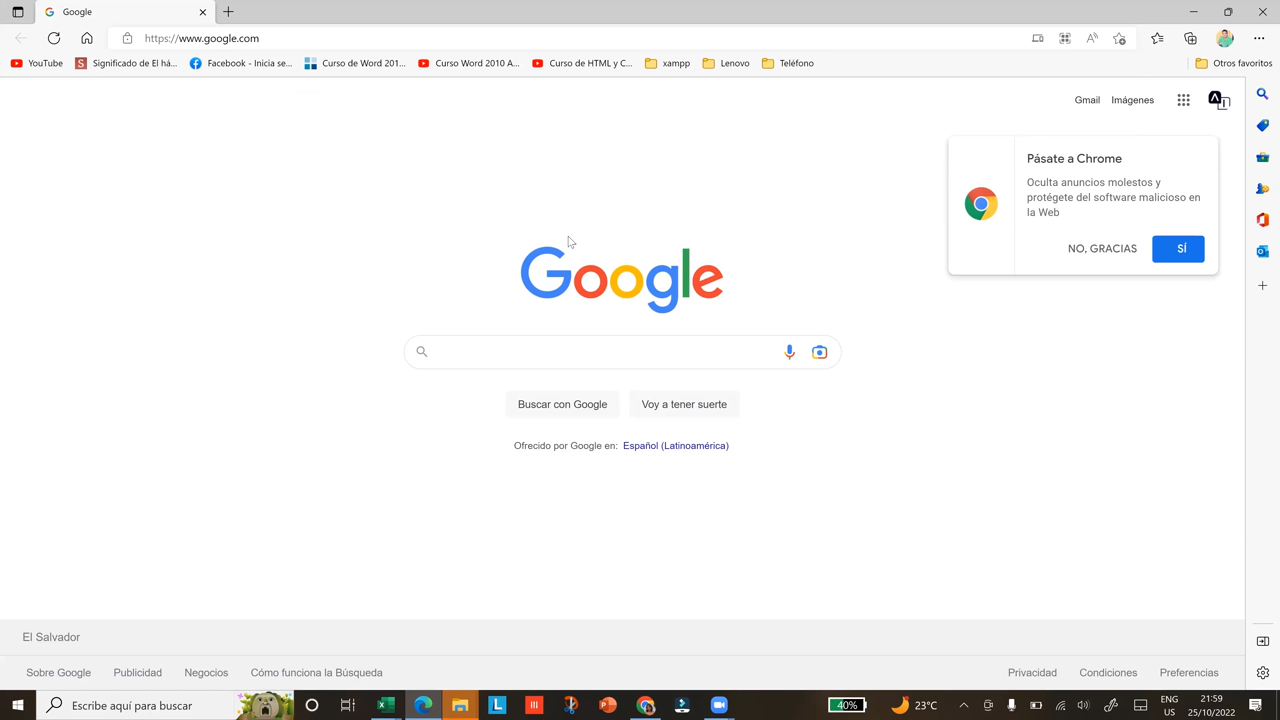 Google
https://www.google.com
YouTube
Significado de El há...
Facebook - Inicia se...
Curso de Word 201...
Curso Word 2010 A...
Curso de HTML y C...
xampp
Lenovo
Teléfono
Otros favoritos
Gmail
Imágenes
Pásate a Chrome
Oculta anuncios molestos y
protégete del software malicioso en
la Web
NO, GRACIAS
SÍ
Google
Buscar con Google
Voy a tener suerte
Ofrecido por Google en: Español (Latinoamérica)
El Salvador
Sobre Google
Publicidad
Negocios
Cómo funciona la Búsqueda
Privacidad
Condiciones
Preferencias
Escribe aquí para buscar
40%
23°C
ENG
US
21:59
25/10/2022